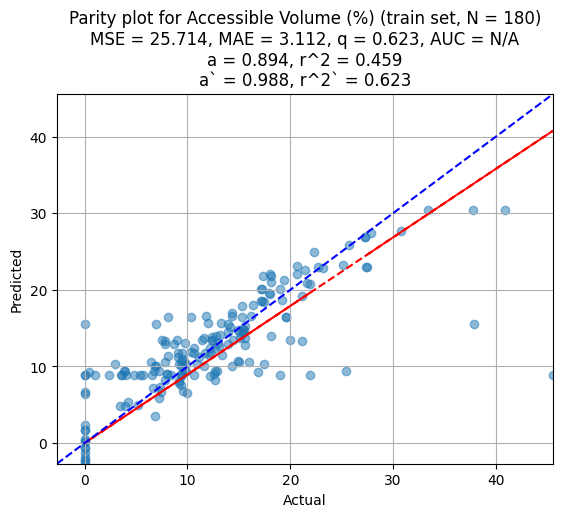 Parity plot for Accessible Volume (%) (train set, N = 180)
MSE = 25.714, MAE = 3.112, q = 0.623, AUC = N/A
a = 0.894, r^2 = 0.459
a` = 0.988, r^2` = 0.623
40
30
20
10
0
Predicted
0 10 20 30 40
Actual